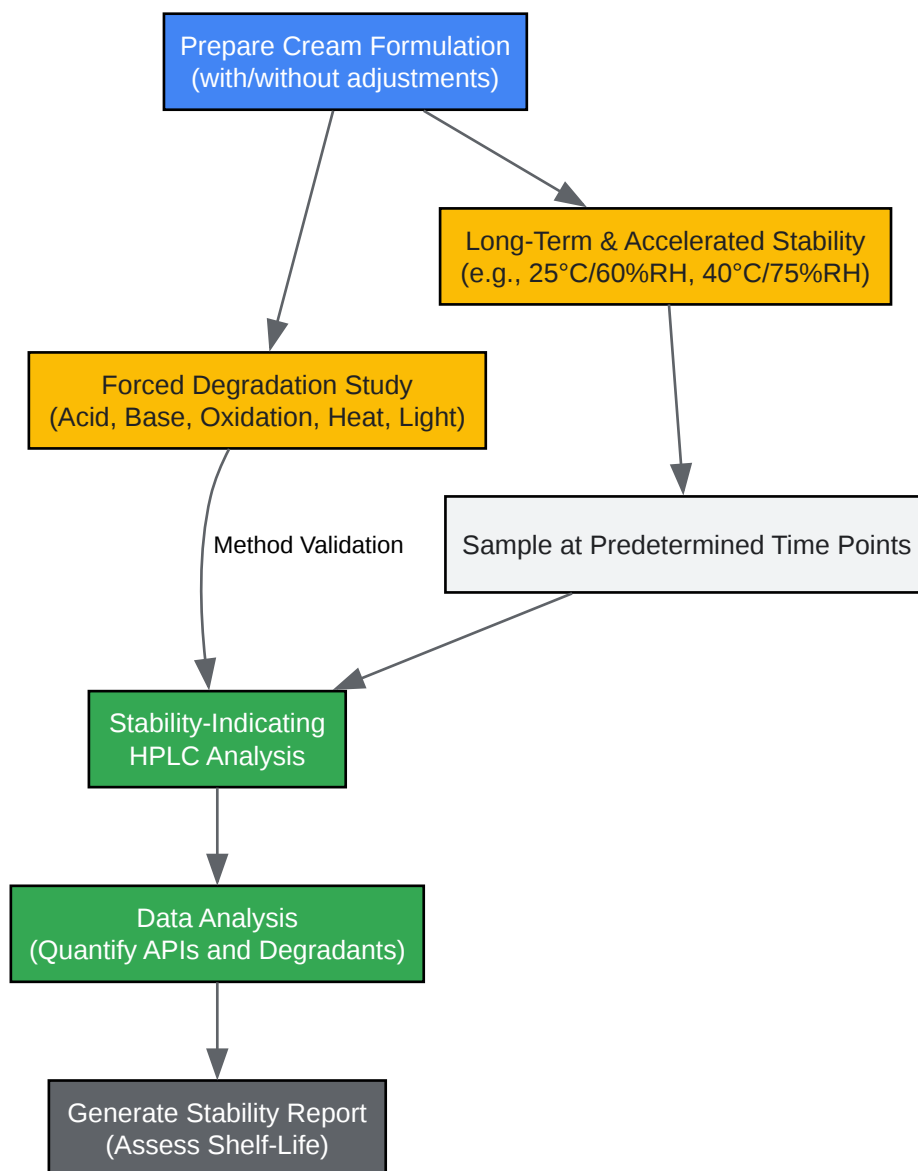 Prepare Cream Formulation
(with/without adjustments)
Long-Term & Accelerated Stability
(e.g., 25°C/60%RH, 40°C/75%RH)
Forced Degradation Study
(Acid, Base, Oxidation, Heat, Light)
Method Validation
Sample at Predetermined Time Points
Stability-Indicating
HPLC Analysis
Data Analysis
(Quantify APIs and Degradants)
Generate Stability Report
(Assess Shelf-Life)